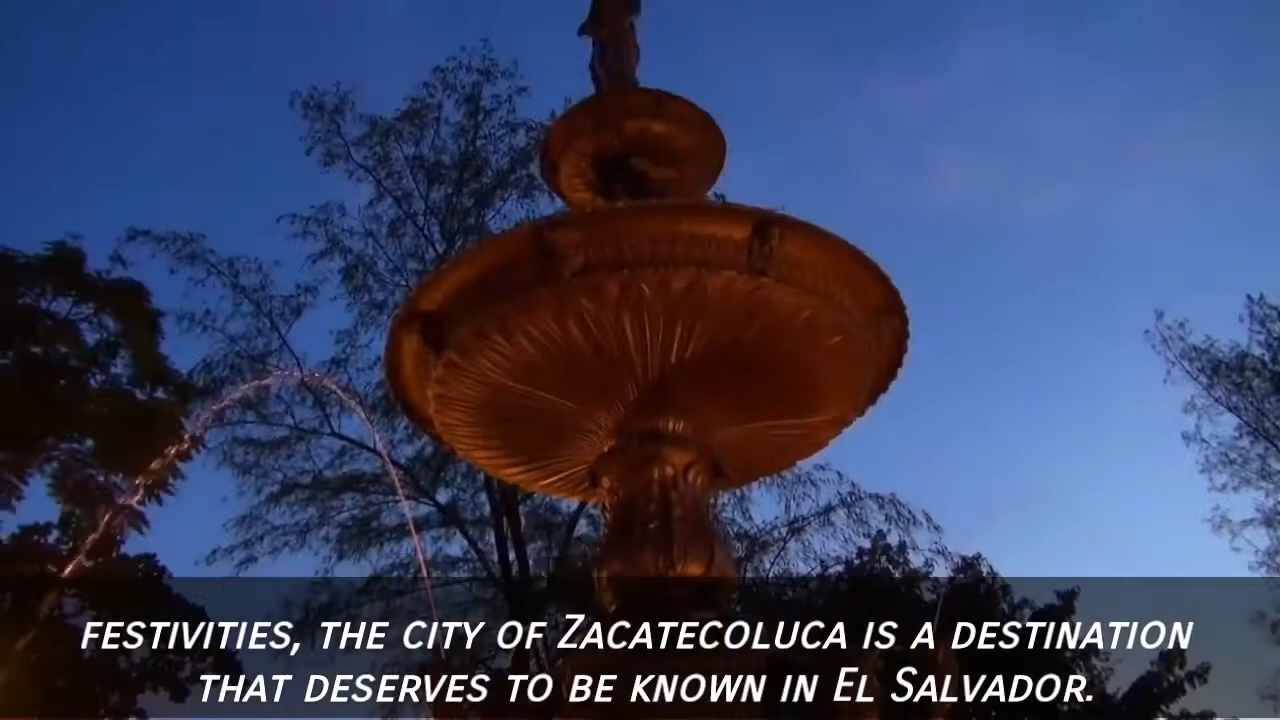 festivities, the city of Zacatecoluca is a destination
that deserves to be known in El Salvador.